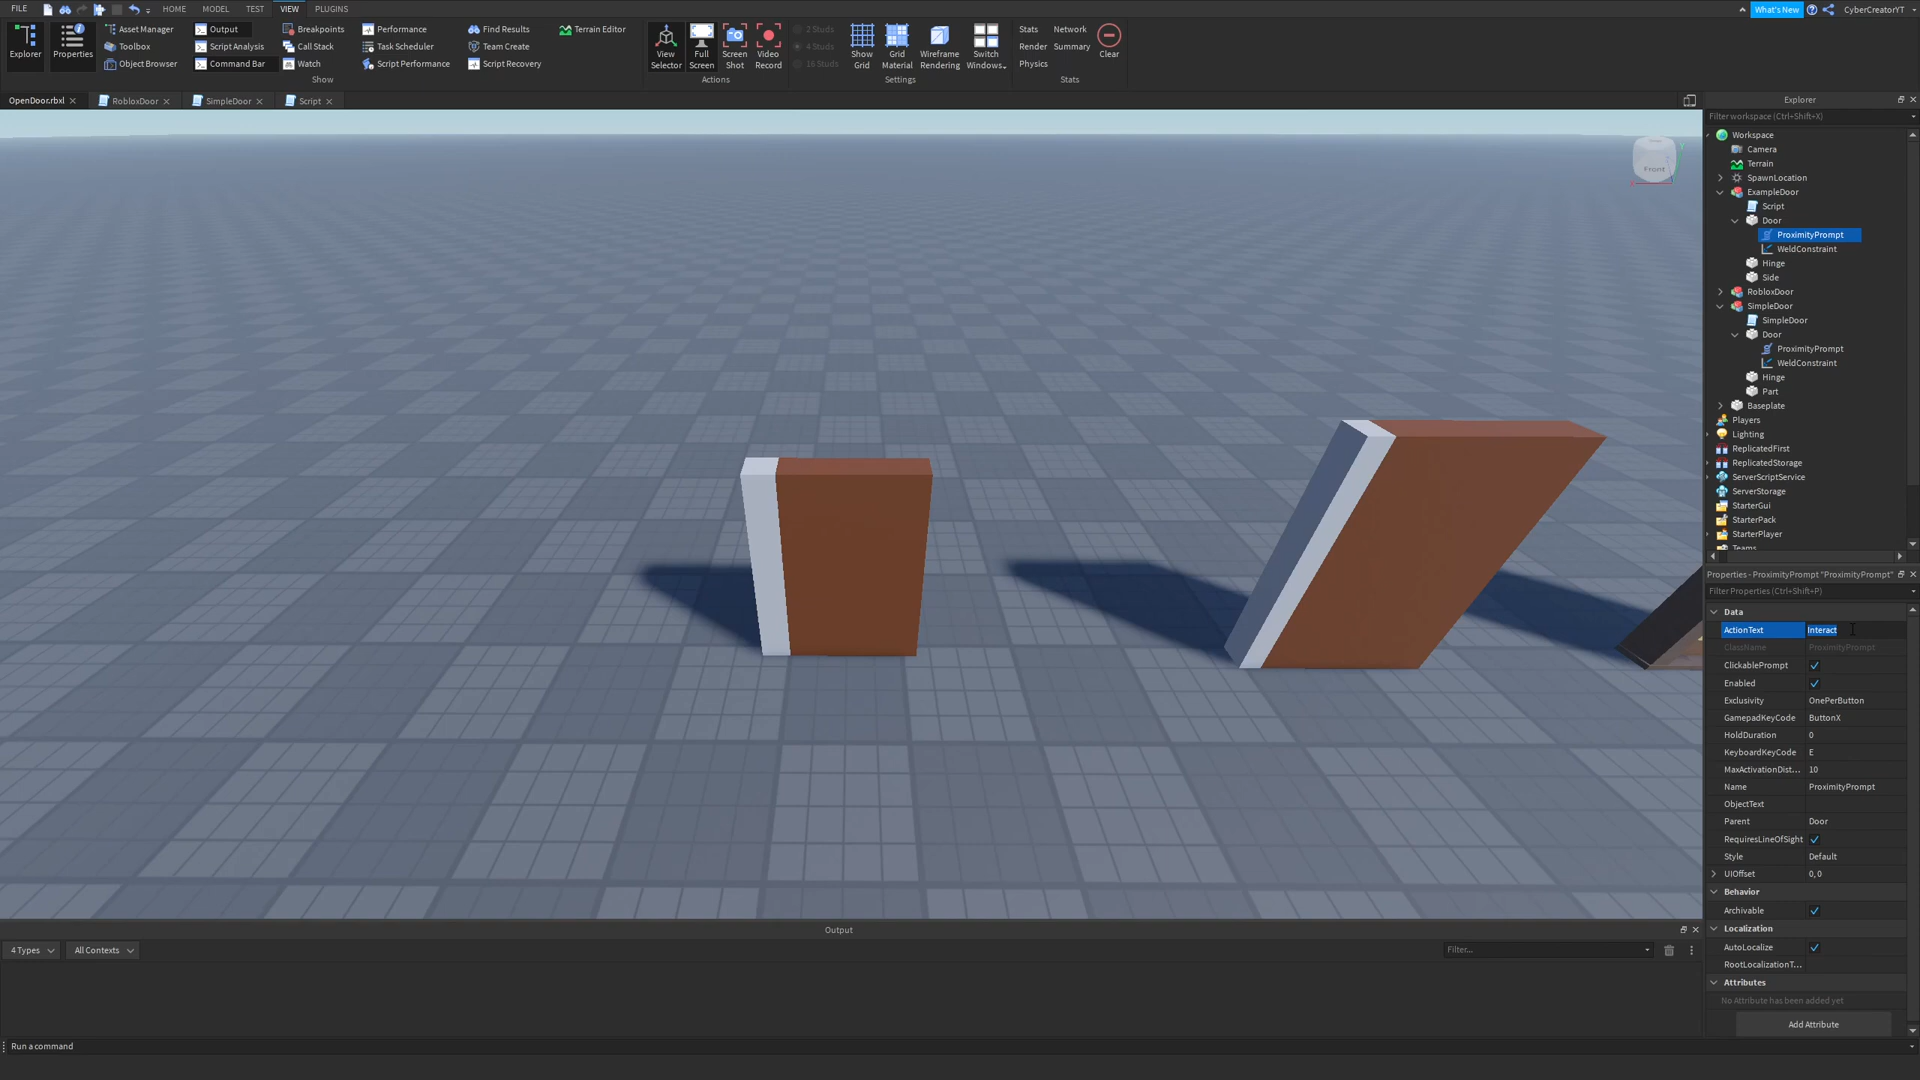 FILE HOME MODEL AVATAR TEST VIEW PLUGINS
What's New CyberCreatorYT
Explorer Properties
Asset Manager
Toolbox
Object Browser
Output
Script Analysis
Command Bar
Breakpoints
Call Stack
Watch
Performance
Task Scheduler
Script Performance
Find Results
Team Create
Script Recovery
Terrain Editor
Show
View Selector
Full Screen
Screen Shot
Video Record
Actions
2 Studs
4 Studs
16 Studs
Show Grid
Grid Material
Wireframe Rendering
Switch Windows
Settings
Stats Network
Render Summary
Physics
Clear
Stats
OpenDoor.rbxl RobloxDoor SimpleDoor Script
Front
Explorer
Filter workspace (Ctrl+Shift+X)
Workspace
Camera
Terrain
SpawnLocation
ExampleDoor
Script
Door
ProximityPrompt
WeldConstraint
Hinge
Side
RobloxDoor
SimpleDoor
SimpleDoor
Door
ProximityPrompt
WeldConstraint
Hinge
Part
Baseplate
Players
Lighting
ReplicatedFirst
ReplicatedStorage
ServerScriptService
ServerStorage
StarterGui
StarterPack
StarterPlayer
Teams
Properties - ProximityPrompt "ProximityPrompt"
Filter Properties (Ctrl+Shift+P)
Data
ActionText Interact
ClassName ProximityPrompt
ClickablePrompt
Enabled
Exclusivity OnePerButton
GamepadKeyCode ButtonX
HoldDuration 0
KeyboardKeyCode E
MaxActivationDist... 10
Name ProximityPrompt
ObjectText
Parent Door
RequiresLineOfSight
Style Default
UIOffset 0, 0
Behavior
Archivable
Localization
AutoLocalize
RootLocalizationT...
Attributes
No Attribute has been added yet
Add Attribute
Output
4 Types All Contexts Filter...
Run a command